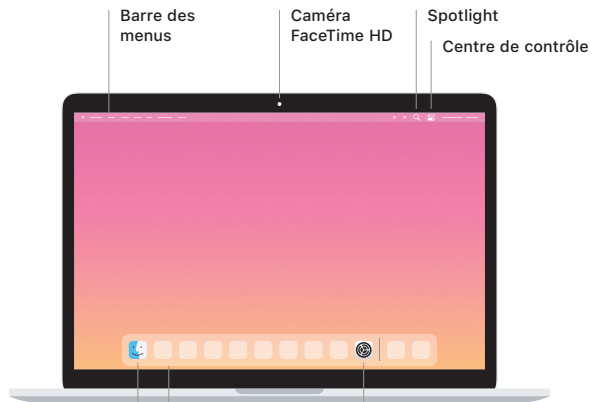 Barre des
menus
Caméra
FaceTime HD
Spotlight
Centre de contrôle